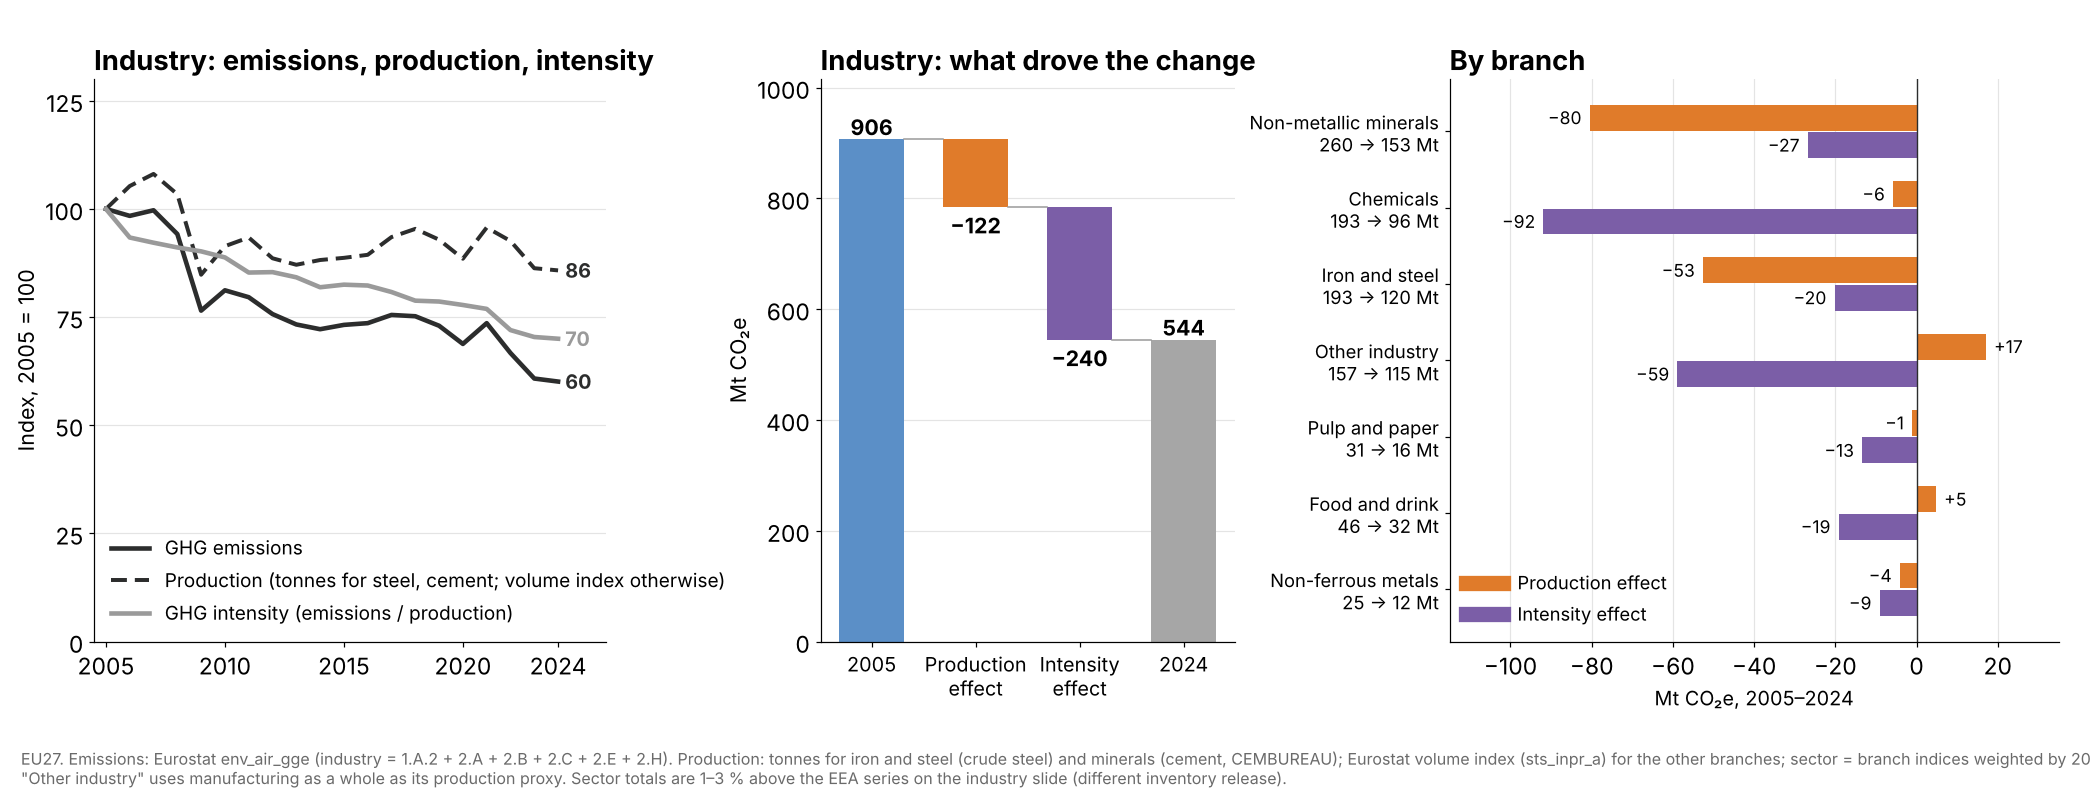 Industry: emissions, production, intensity
Index, 2005 = 100
125
100
75
50
25
0
2005
2010
2015
2020
2024
86
70
60
GHG emissions
Production (tonnes for steel, cement; volume index otherwise)
GHG intensity (emissions / production)
Industry: what drove the change
Mt CO₂e
1000
800
600
400
200
0
906
−122
−240
544
2005
Production
effect
Intensity
effect
2024
By branch
Non-metallic minerals
260 → 153 Mt
−80
−27
Chemicals
193 → 96 Mt
−6
−92
Iron and steel
193 → 120 Mt
−53
−20
Other industry
157 → 115 Mt
+17
−59
Pulp and paper
31 → 16 Mt
−1
−13
Food and drink
46 → 32 Mt
+5
−19
Non-ferrous metals
25 → 12 Mt
−4
−9
Production effect
Intensity effect
−100
−80
−60
−40
−20
0
20
Mt CO₂e, 2005–2024
EU27. Emissions: Eurostat env_air_gge (industry = 1.A.2 + 2.A + 2.B + 2.C + 2.E + 2.H). Production: tonnes for iron and steel (crude steel) and minerals (cement, CEMBUREAU); Eurostat volume index (sts_inpr_a) for the other branches; sector = branch indices weighted by 20
"Other industry" uses manufacturing as a whole as its production proxy. Sector totals are 1–3 % above the EEA series on the industry slide (different inventory release).